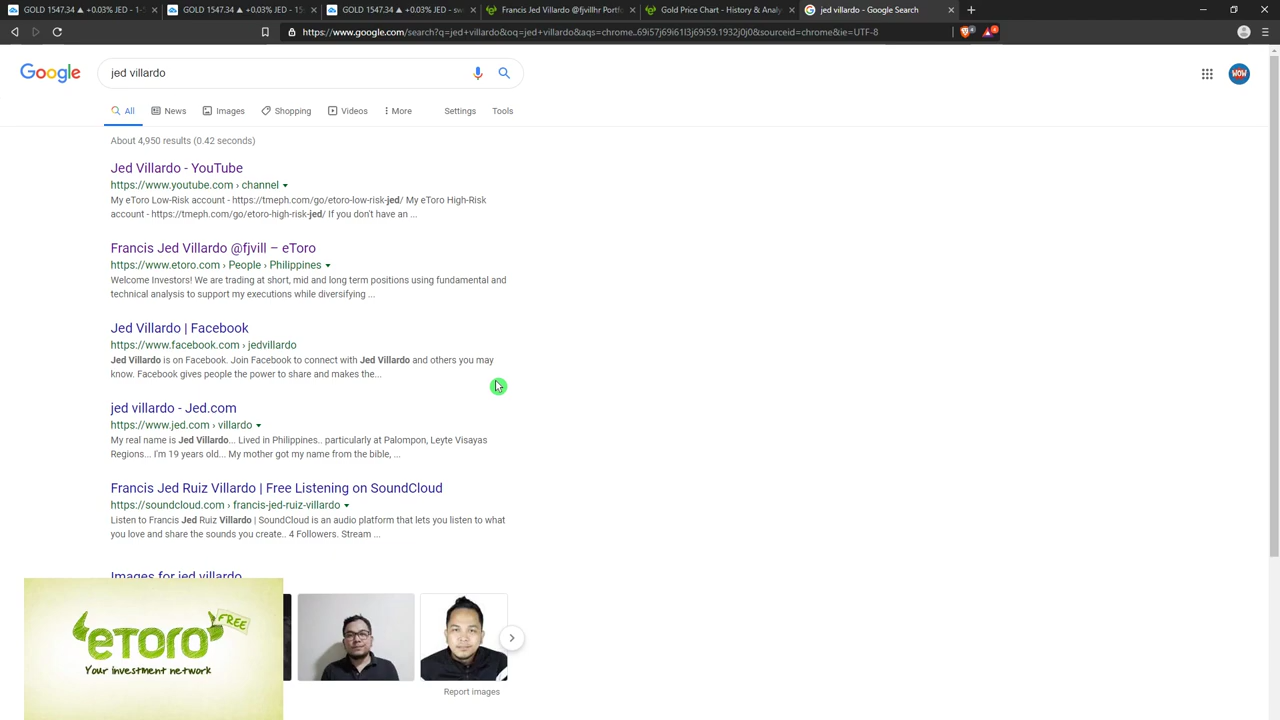 GOLD 1547.34 ▲ +0.03% JED - 1-5
GOLD 1547.34 ▲ +0.03% JED - 15
GOLD 1547.34 ▲ +0.03% JED - sw
Francis Jed Villardo @fjvillhr Portf
Gold Price Chart - History & Analy
jed villardo - Google Search
https://www.google.com/search?q=jed+villardo&oq=jed+villardo&aqs=chrome..69i57j69i61l3j69i59.1932j0j0&sourceid=chrome&ie=UTF-8
Google
jed villardo
WOW
All News Images Shopping Videos More Settings Tools
About 4,950 results (0.42 seconds)
Jed Villardo - YouTube
https://www.youtube.com › channel
My eToro Low-Risk account - https://tmeph.com/go/etoro-low-risk-jed/ My eToro High-Risk
account - https://tmeph.com/go/etoro-high-risk-jed/ If you don't have an ...
Francis Jed Villardo @fjvill – eToro
https://www.etoro.com › People › Philippines
Welcome Investors! We are trading at short, mid and long term positions using fundamental and
technical analysis to support my executions while diversifying ...
Jed Villardo | Facebook
https://www.facebook.com › jedvillardo
Jed Villardo is on Facebook. Join Facebook to connect with Jed Villardo and others you may
know. Facebook gives people the power to share and makes the...
jed villardo - Jed.com
https://www.jed.com › villardo
My real name is Jed Villardo... Lived in Philippines.. particularly at Palompon, Leyte Visayas
Regions... I'm 19 years old... My mother got my name from the bible, ...
Francis Jed Ruiz Villardo | Free Listening on SoundCloud
https://soundcloud.com › francis-jed-ruiz-villardo
Listen to Francis Jed Ruiz Villardo | SoundCloud is an audio platform that lets you listen to what
you love and share the sounds you create.. 4 Followers. Stream ...
Images for jed villardo
eToro FREE
Your investment network
Report images